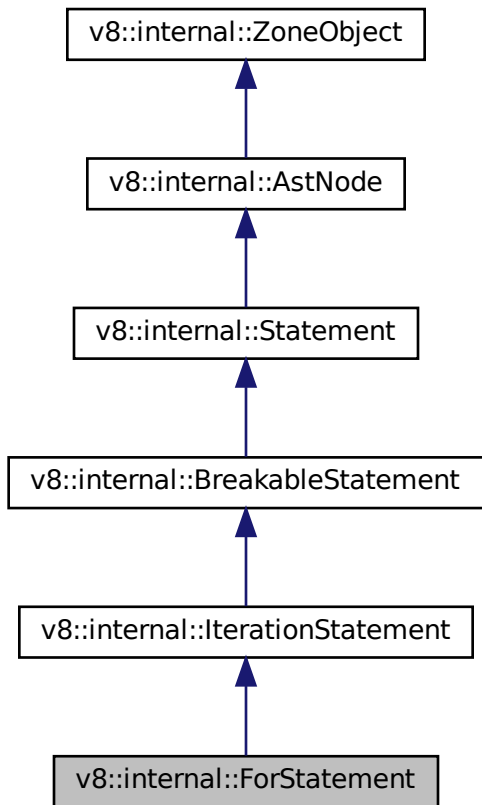 v8::internal::ZoneObject
v8::internal::AstNode
v8::internal::Statement
v8::internal::BreakableStatement
v8::internal::IterationStatement
v8::internal::ForStatement